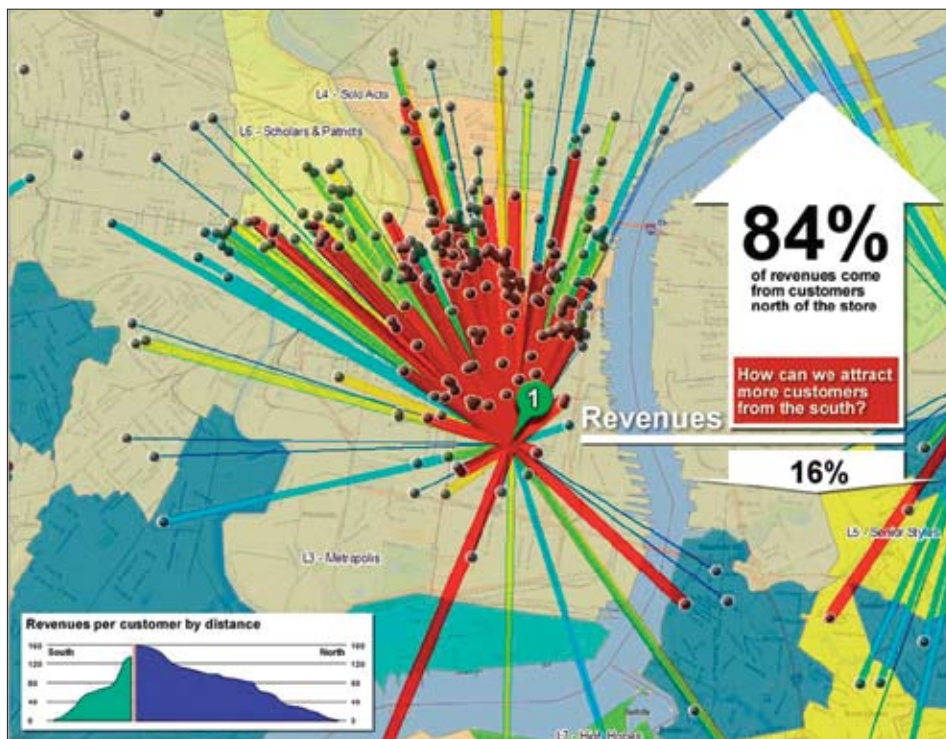 L4 - Solo Acts
L6 - Scholars & Patriots
84%
of revenues come
from customers
north of the store
How can we attract
more customers
from the south?
1
Revenues
16%
L5 - Senior Styles
L3 - Metropolis
Revenues per customer by distance
160 South North 160
120 120
80 80
40 40
0 0
L7 - High Hopes